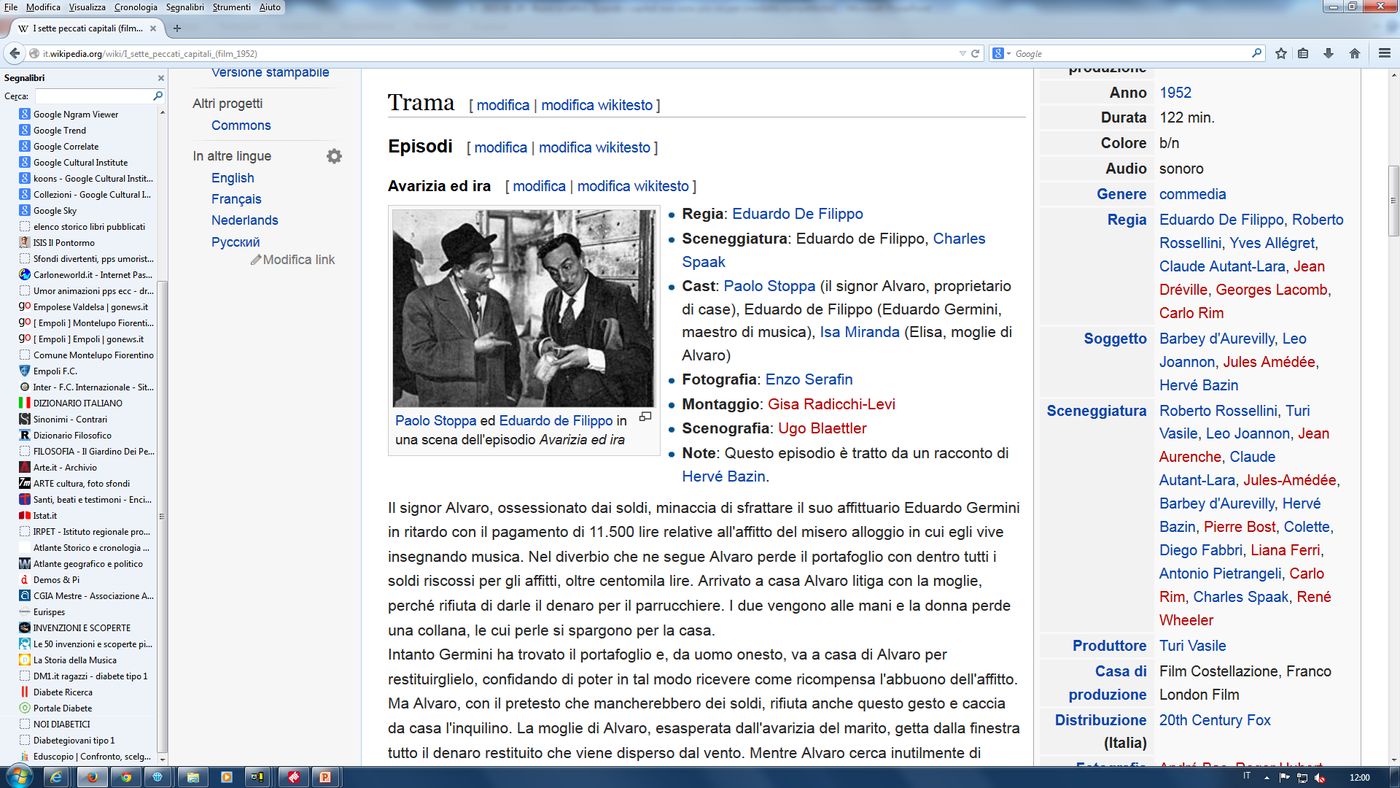 File Modifica Visualizza Cronologia Segnalibri Strumenti Aiuto
I sette peccati capitali (film...
it.wikipedia.org/wiki/I_sette_peccati_capitali_(film_1952)
Google
Segnalibri
Cerca:
Google Ngram Viewer
Google Trend
Google Correlate
Google Cultural Institute
koons - Google Cultural Instit...
Collezioni - Google Cultural I...
Google Sky
elenco storico libri pubblicati
ISIS Il Pontormo
Sfondi divertenti, pps umorist...
Carloneworld.it - Internet Pas...
Umor animazioni pps ecc - dr...
Empolese Valdelsa | gonews.it
[ Empoli ] Montelupo Fiorenti...
[ Empoli ] Empoli | gonews.it
Comune Montelupo Fiorentino
Empoli F.C.
Inter - F.C. Internazionale - Sit...
DIZIONARIO ITALIANO
Sinonimi - Contrari
Dizionario Filosofico
FILOSOFIA - Il Giardino Dei Pe...
Arte.it - Archivio
ARTE cultura, foto sfondi
Santi, beati e testimoni - Enci...
Istat.it
IRPET - Istituto regionale pro...
Atlante Storico e cronologia ...
Atlante geografico e politico
Demos & Pi
CGIA Mestre - Associazione A...
Eurispes
INVENZIONI E SCOPERTE
Le 50 invenzioni e scoperte pi...
La Storia della Musica
DM1.it ragazzi - diabete tipo 1
Diabete Ricerca
Portale Diabete
NOI DIABETICI
Diabetegiovani tipo 1
Eduscopio | Confronto, scelg...
Versione stampabile
Altri progetti
Commons
In altre lingue
English
Français
Nederlands
Русский
Modifica link
Trama [ modifica | modifica wikitesto ]
Episodi [ modifica | modifica wikitesto ]
Avarizia ed ira [ modifica | modifica wikitesto ]
Paolo Stoppa ed Eduardo de Filippo in
una scena dell'episodio Avarizia ed ira
Regia: Eduardo De Filippo
Sceneggiatura: Eduardo de Filippo, Charles
Spaak
Cast: Paolo Stoppa (il signor Alvaro, proprietario
di case), Eduardo de Filippo (Eduardo Germini,
maestro di musica), Isa Miranda (Elisa, moglie di
Alvaro)
Fotografia: Enzo Serafin
Montaggio: Gisa Radicchi-Levi
Scenografia: Ugo Blaettler
Note: Questo episodio è tratto da un racconto di
Hervé Bazin.
Il signor Alvaro, ossessionato dai soldi, minaccia di sfrattare il suo affittuario Eduardo Germini
in ritardo con il pagamento di 11.500 lire relative all'affitto del misero alloggio in cui egli vive
insegnando musica. Nel diverbio che ne segue Alvaro perde il portafoglio con dentro tutti i
soldi riscossi per gli affitti, oltre centomila lire. Arrivato a casa Alvaro litiga con la moglie,
perché rifiuta di darle il denaro per il parrucchiere. I due vengono alle mani e la donna perde
una collana, le cui perle si spargono per la casa.
Intanto Germini ha trovato il portafoglio e, da uomo onesto, va a casa di Alvaro per
restituirglielo, confidando di poter in tal modo ricevere come ricompensa l'abbuono dell'affitto.
Ma Alvaro, con il pretesto che mancherebbero dei soldi, rifiuta anche questo gesto e caccia
da casa l'inquilino. La moglie di Alvaro, esasperata dall'avarizia del marito, getta dalla finestra
tutto il denaro restituito che viene disperso dal vento. Mentre Alvaro cerca inutilmente di
produzione
Anno 1952
Durata 122 min.
Colore b/n
Audio sonoro
Genere commedia
Regia Eduardo De Filippo, Roberto
Rossellini, Yves Allégret,
Claude Autant-Lara, Jean
Dréville, Georges Lacomb,
Carlo Rim
Soggetto Barbey d'Aurevilly, Leo
Joannon, Jules Amédée,
Hervé Bazin
Sceneggiatura Roberto Rossellini, Turi
Vasile, Leo Joannon, Jean
Aurenche, Claude
Autant-Lara, Jules-Amédée,
Barbey d'Aurevilly, Hervé
Bazin, Pierre Bost, Colette,
Diego Fabbri, Liana Ferri,
Antonio Pietrangeli, Carlo
Rim, Charles Spaak, René
Wheeler
Produttore Turi Vasile
Casa di Film Costellazione, Franco
produzione London Film
Distribuzione 20th Century Fox
(Italia)
IT
12:00